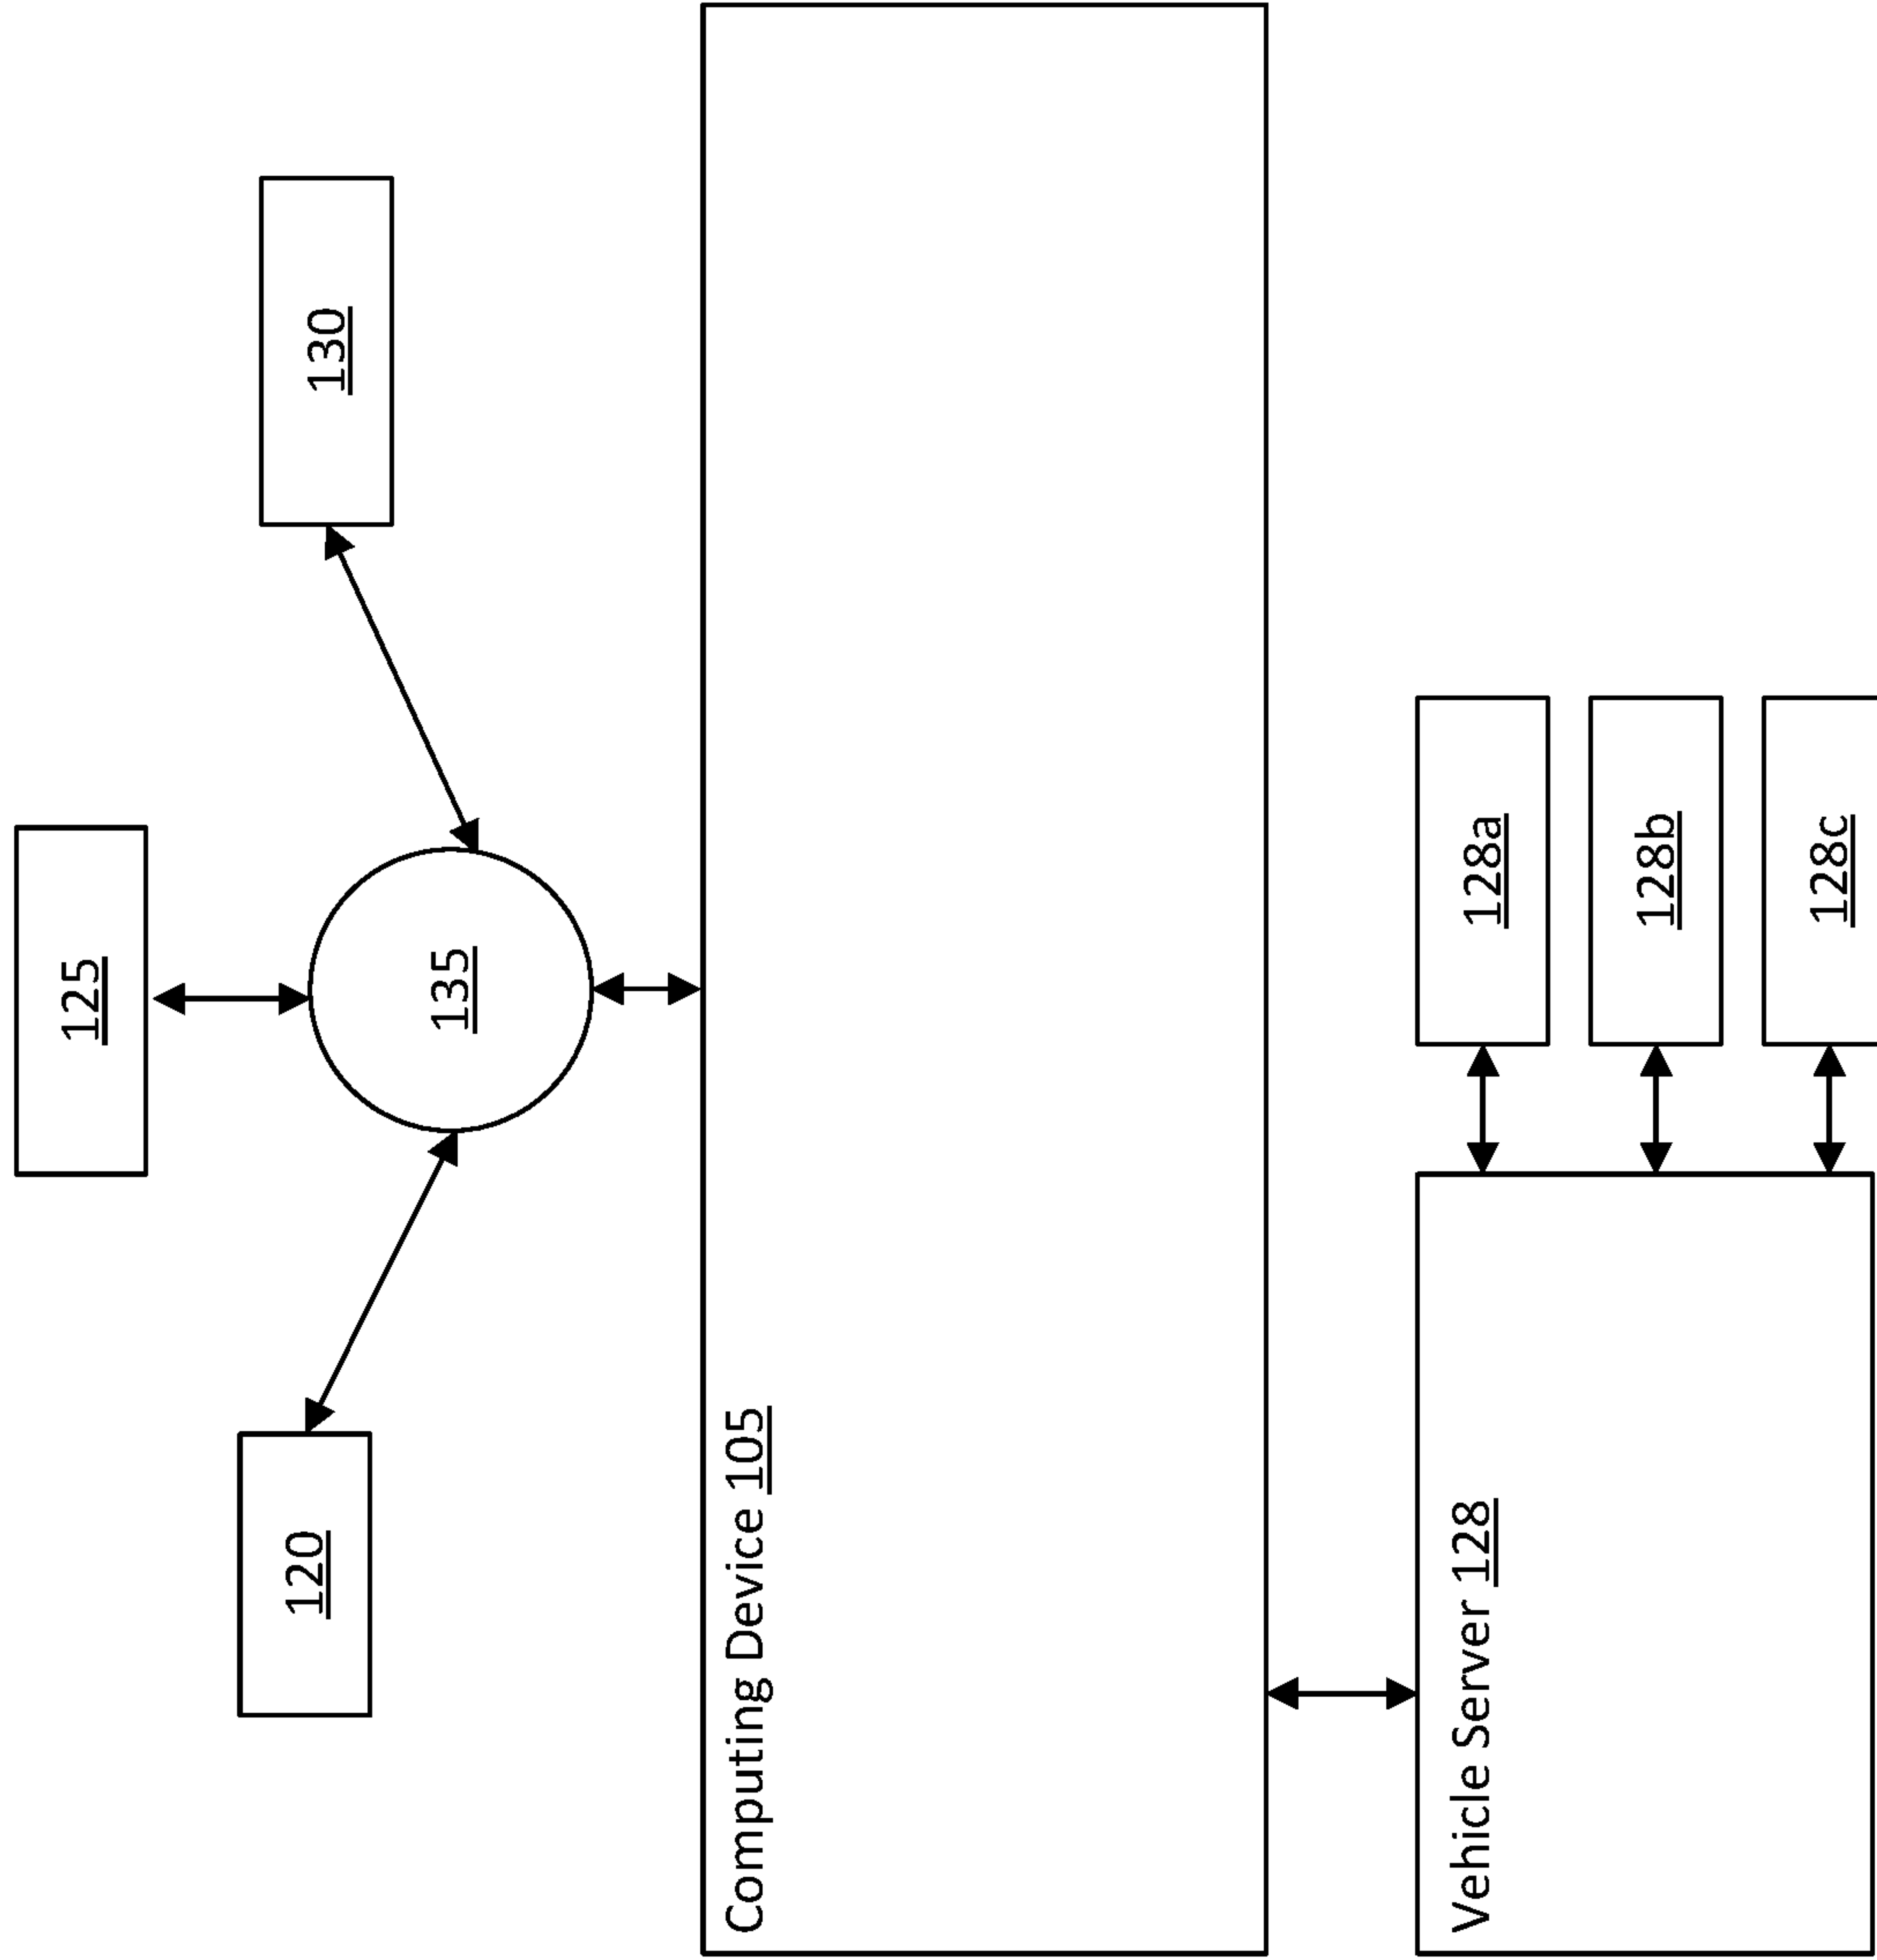 125
120
130
135
Computing Device 105
Vehicle Server 128
128a
128b
128c